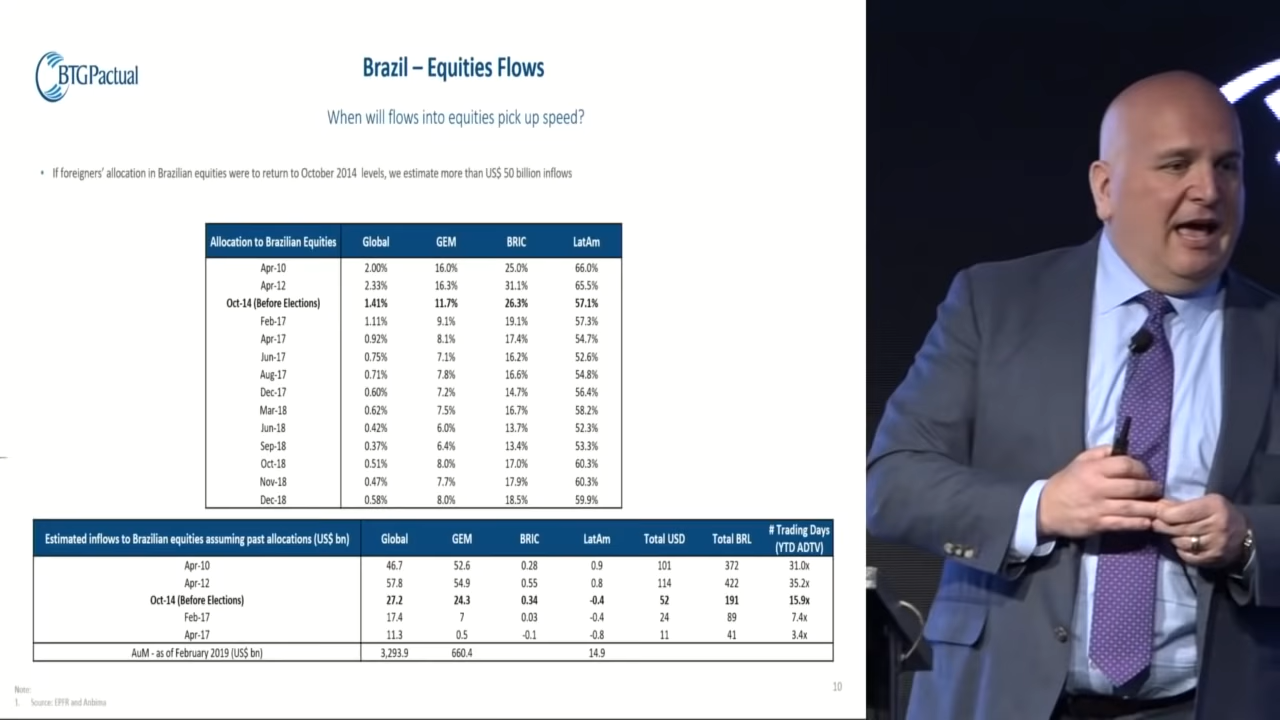 BTGPactual
Brazil – Equities Flows
When will flows into equities pick up speed?
• If foreigners' allocation in Brazilian equities were to return to October 2014 levels, we estimate more than US$ 50 billion inflows
Allocation to Brazilian Equities Global GEM BRIC LatAm
Apr-10 2.00% 16.0% 25.0% 66.0%
Apr-12 2.33% 16.3% 31.1% 65.5%
Oct-14 (Before Elections) 1.41% 11.7% 26.3% 57.1%
Feb-17 1.11% 9.1% 19.1% 57.3%
Apr-17 0.92% 8.1% 17.4% 54.7%
Jun-17 0.75% 7.1% 16.2% 52.6%
Aug-17 0.71% 7.8% 16.6% 54.8%
Dec-17 0.60% 7.2% 14.7% 56.4%
Mar-18 0.62% 7.5% 16.7% 58.2%
Jun-18 0.42% 6.0% 13.7% 52.3%
Sep-18 0.37% 6.4% 13.4% 53.3%
Oct-18 0.51% 8.0% 17.0% 60.3%
Nov-18 0.47% 7.7% 17.9% 60.3%
Dec-18 0.58% 8.0% 18.5% 59.9%
Estimated inflows to Brazilian equities assuming past allocations (US$ bn) Global GEM BRIC LatAm Total USD Total BRL # Trading Days (YTD ADTV)
Apr-10 46.7 52.6 0.28 0.9 101 372 31.0x
Apr-12 57.8 54.9 0.55 0.8 114 422 35.2x
Oct-14 (Before Elections) 27.2 24.3 0.34 -0.4 52 191 15.9x
Feb-17 17.4 7 0.03 -0.4 24 89 7.4x
Apr-17 11.3 0.5 -0.1 -0.8 11 41 3.4x
AuM - as of February 2019 (US$ bn) 3,293.9 660.4 14.9
Note:
1. Source: EPFR and Anbima
10